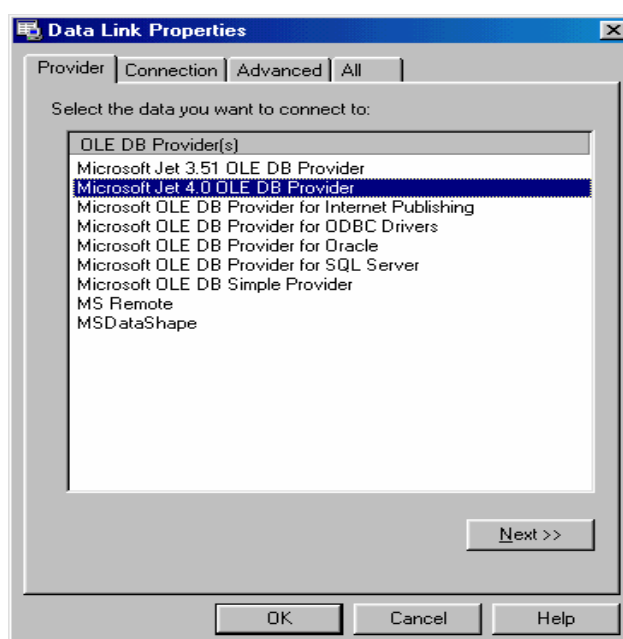 Data Link Properties
Provider Connection Advanced All
Select the data you want to connect to:
OLE DB Provider(s)
Microsoft Jet 3.51 OLE DB Provider
Microsoft Jet 4.0 OLE DB Provider
Microsoft OLE DB Provider for Internet Publishing
Microsoft OLE DB Provider for ODBC Drivers
Microsoft OLE DB Provider for Oracle
Microsoft OLE DB Provider for SQL Server
Microsoft OLE DB Simple Provider
MS Remote
MSDataShape
Next >>
OK Cancel Help